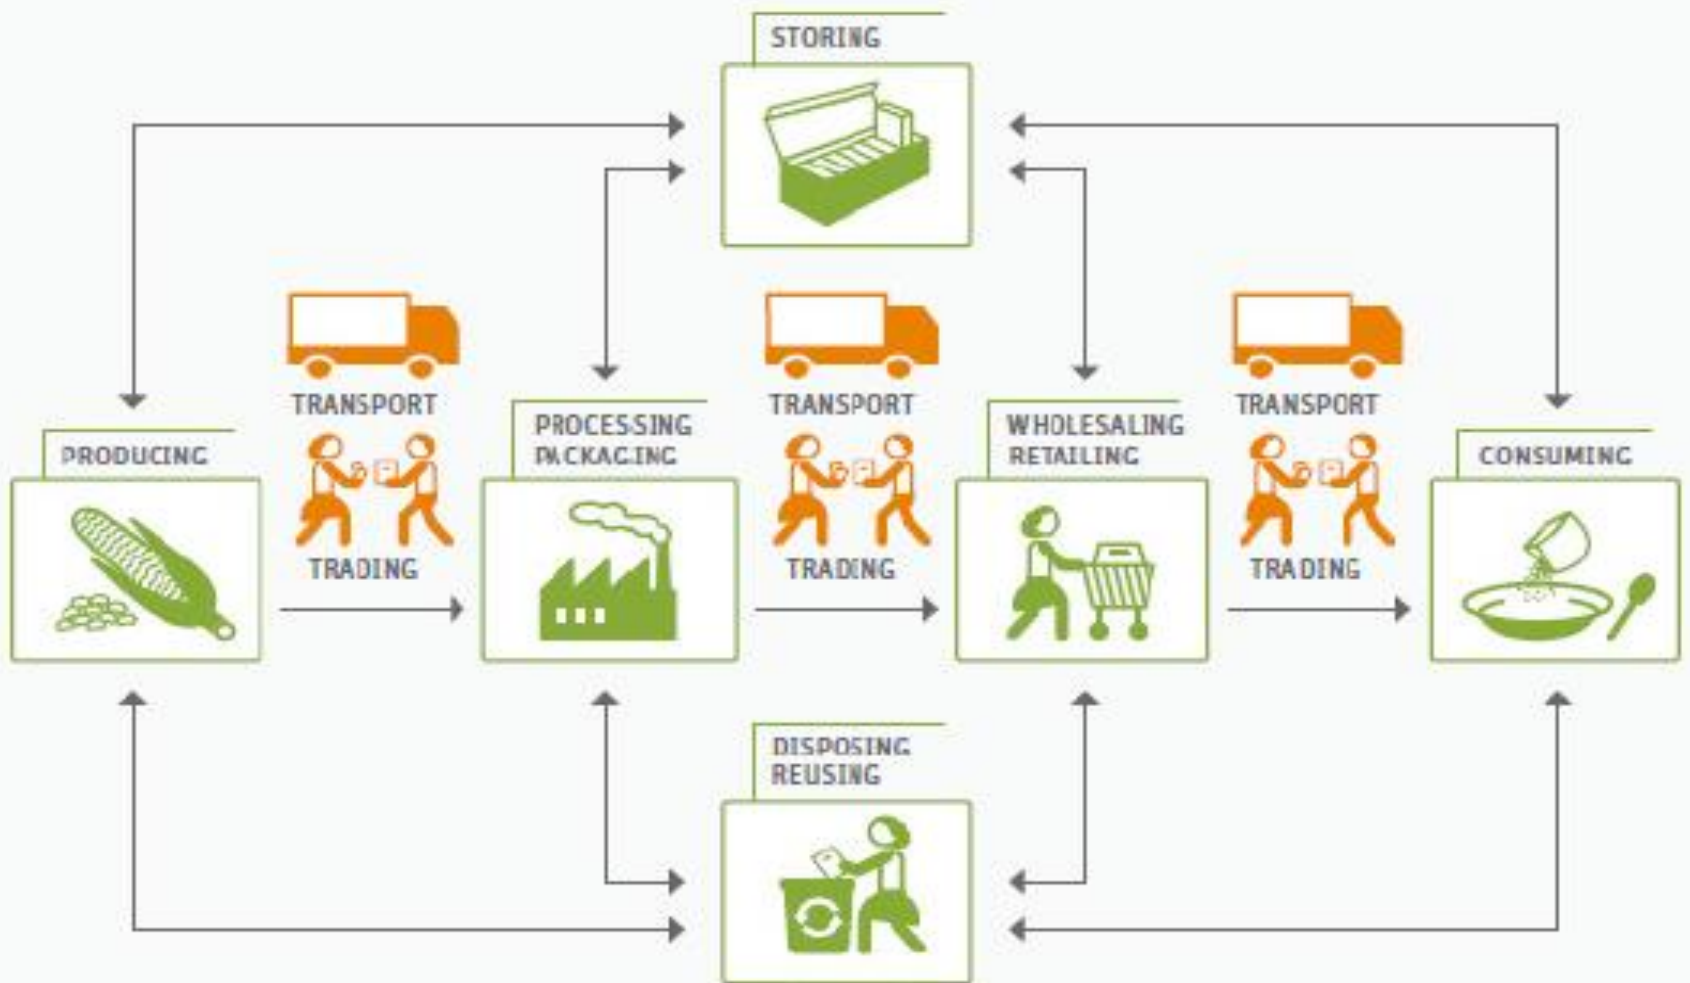 STORING
TRANSPORT
TRANSPORT
TRANSPORT
PRODUCING
PROCESSING
PACKAGING
WHOLESALING
RETAILING
CONSUMING
TRADING
TRADING
TRADING
DISPOSING
REUSING